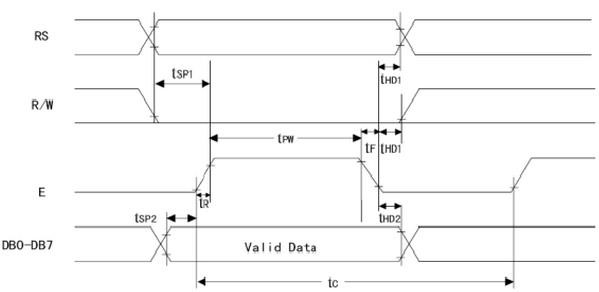 RS
tSP1
tHD1
R/W
tPW
tF
tHD1
E
tR
tSP2
tHD2
DB0-DB7
Valid Data
tC